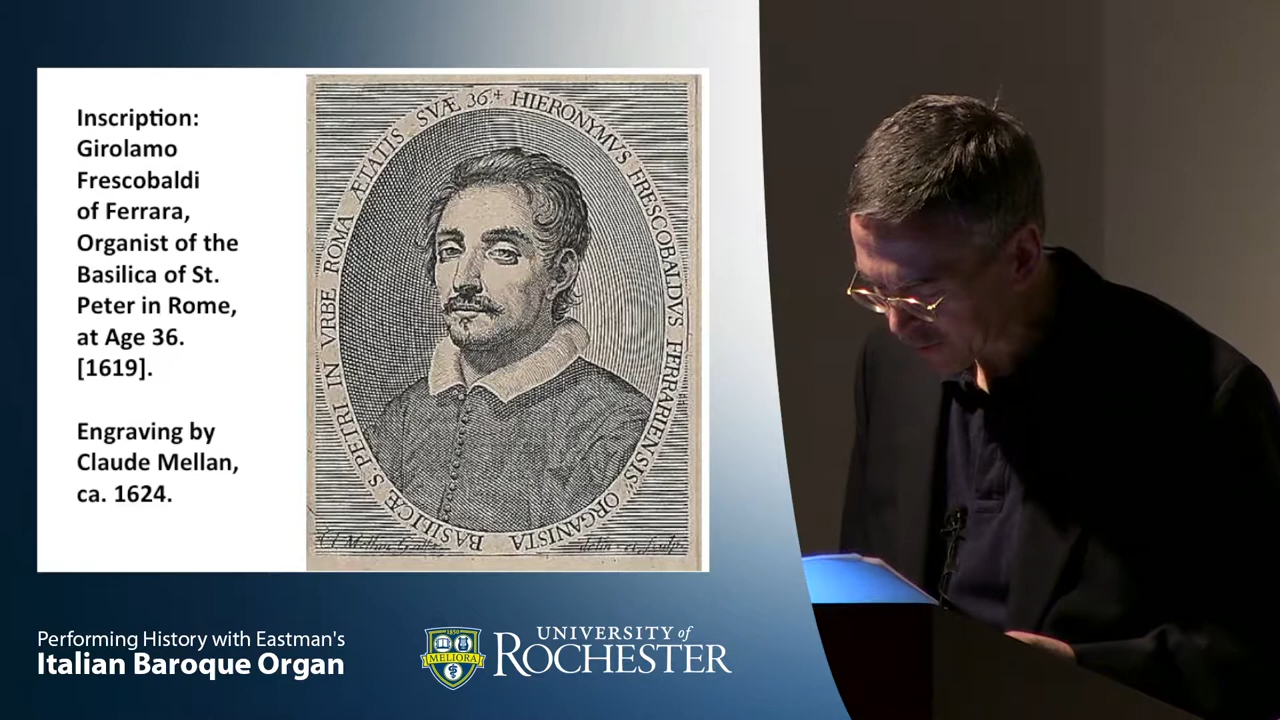 Inscription:
Girolamo
Frescobaldi
of Ferrara,
Organist of the
Basilica of St.
Peter in Rome,
at Age 36.
[1619].
Engraving by
Claude Mellan,
ca. 1624.
HIERONYMVS FRESCOBALDVS FERRARIENSIS ORGANISTA BASILICÆ S. PETRI IN VRBE ROMA ÆTATIS SVÆ 36.
Performing History with Eastman's
Italian Baroque Organ
1850
MELIORA
UNIVERSITY of
ROCHESTER